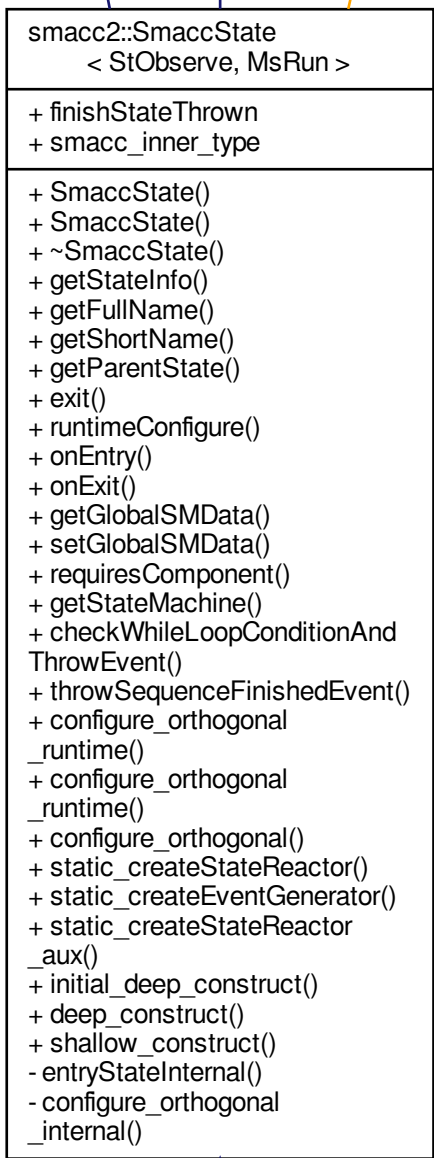 smacc2::SmaccState
< StObserve, MsRun >
+ finishStateThrown
+ smacc_inner_type
+ SmaccState()
+ SmaccState()
+ ~SmaccState()
+ getStateInfo()
+ getFullName()
+ getShortName()
+ getParentState()
+ exit()
+ runtimeConfigure()
+ onEntry()
+ onExit()
+ getGlobalSMData()
+ setGlobalSMData()
+ requiresComponent()
+ getStateMachine()
+ checkWhileLoopConditionAnd
ThrowEvent()
+ throwSequenceFinishedEvent()
+ configure_orthogonal
_runtime()
+ configure_orthogonal
_runtime()
+ configure_orthogonal()
+ static_createStateReactor()
+ static_createEventGenerator()
+ static_createStateReactor
_aux()
+ initial_deep_construct()
+ deep_construct()
+ shallow_construct()
- entryStateInternal()
- configure_orthogonal
_internal()